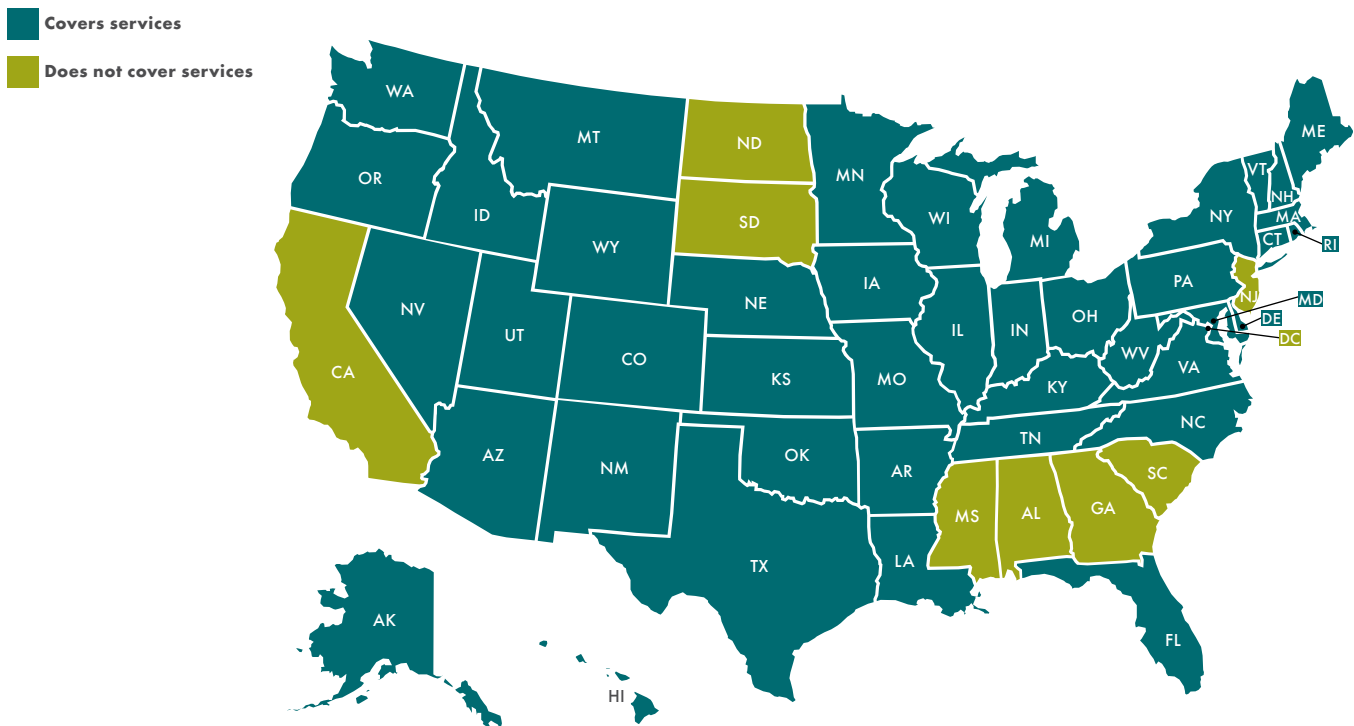 Covers services
Does not cover services
WA
MT
ND
MN
ME
OR
ID
SD
WI
MI
VT
NH
NY
MA
CT
RI
WY
IA
NE
PA
NJ
MD
DE
DC
NV
UT
CO
KS
IL
IN
OH
WV
VA
CA
MO
KY
NC
AZ
NM
OK
AR
TN
SC
MS
AL
GA
TX
LA
FL
AK
HI